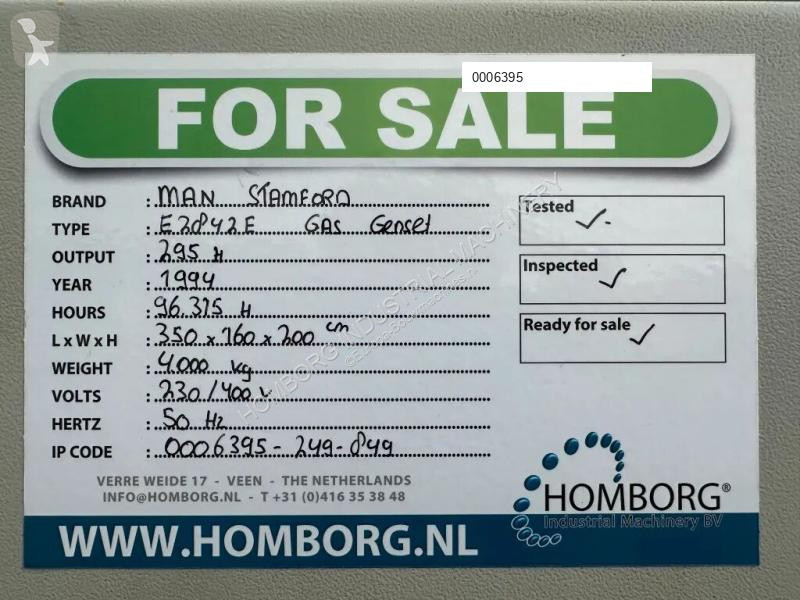 0006395
FOR SALE
BRAND : MAN STAMFORD
TYPE : E2842E GAS Genset
OUTPUT : 295 H
YEAR : 1994
HOURS : 96.315 H
L x W x H : 350 x 160 x 200 cm
WEIGHT : 4000 kg
VOLTS : 230/400 V
HERTZ : 50 Hz
IP CODE : 0006395-249-849
Tested
Inspected
Ready for sale
VERRE WEIDE 17 - VEEN - THE NETHERLANDS
INFO@HOMBORG.NL - T +31 (0)416 35 38 48
HOMBORG®
Industrial Machinery BV
WWW.HOMBORG.NL
HOMBORG INDUSTRIAL MACHINERY